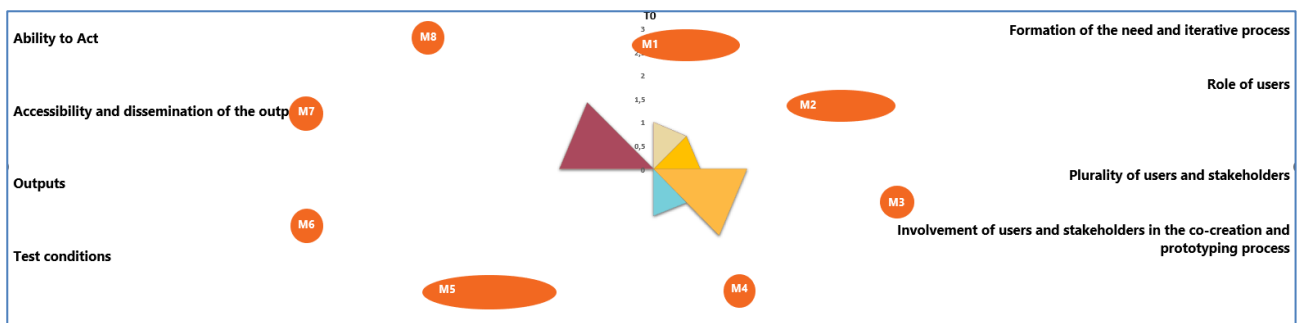 T0
Ability to Act
M8
M1
Formation of the need and iterative process
3
2,5
2
Role of users
M2
1,5
Accessibility and dissemination of the outp
M7
1
0,5
0
Outputs
Plurality of users and stakeholders
M3
M6
Involvement of users and stakeholders in the co-creation and
prototyping process
Test conditions
M5
M4